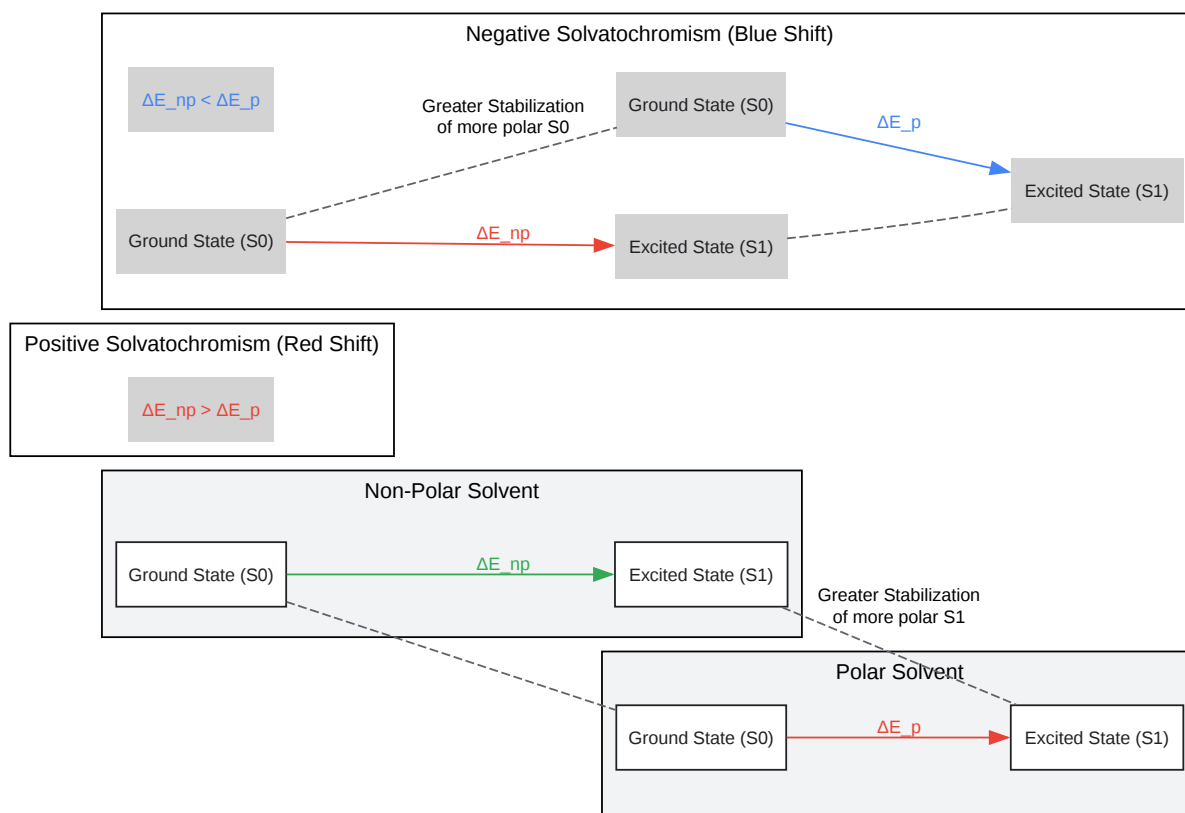 Negative Solvatochromism (Blue Shift)
ΔE_np < ΔE_p
Greater Stabilization
of more polar S0
Ground State (S0)
ΔE_p
Excited State (S1)
Ground State (S0)
ΔE_np
Excited State (S1)
Positive Solvatochromism (Red Shift)
ΔE_np > ΔE_p
Non-Polar Solvent
Ground State (S0)
ΔE_np
Excited State (S1)
Greater Stabilization
of more polar S1
Polar Solvent
Ground State (S0)
ΔE_p
Excited State (S1)